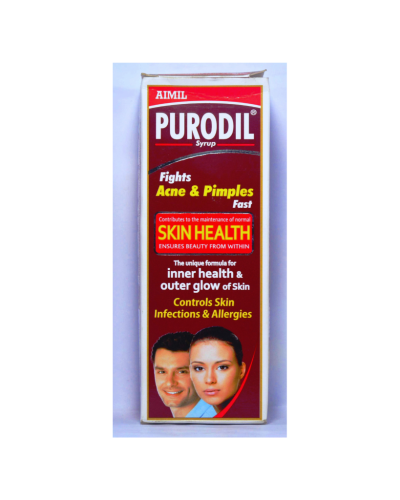 AIMIL
PURODIL®
Syrup
Fights
Acne & Pimples
Fast
Contributes to the maintenance of normal
SKIN HEALTH
ENSURES BEAUTY FROM WITHIN
The unique formula for
inner health &
outer glow of Skin
Controls Skin
Infections & Allergies